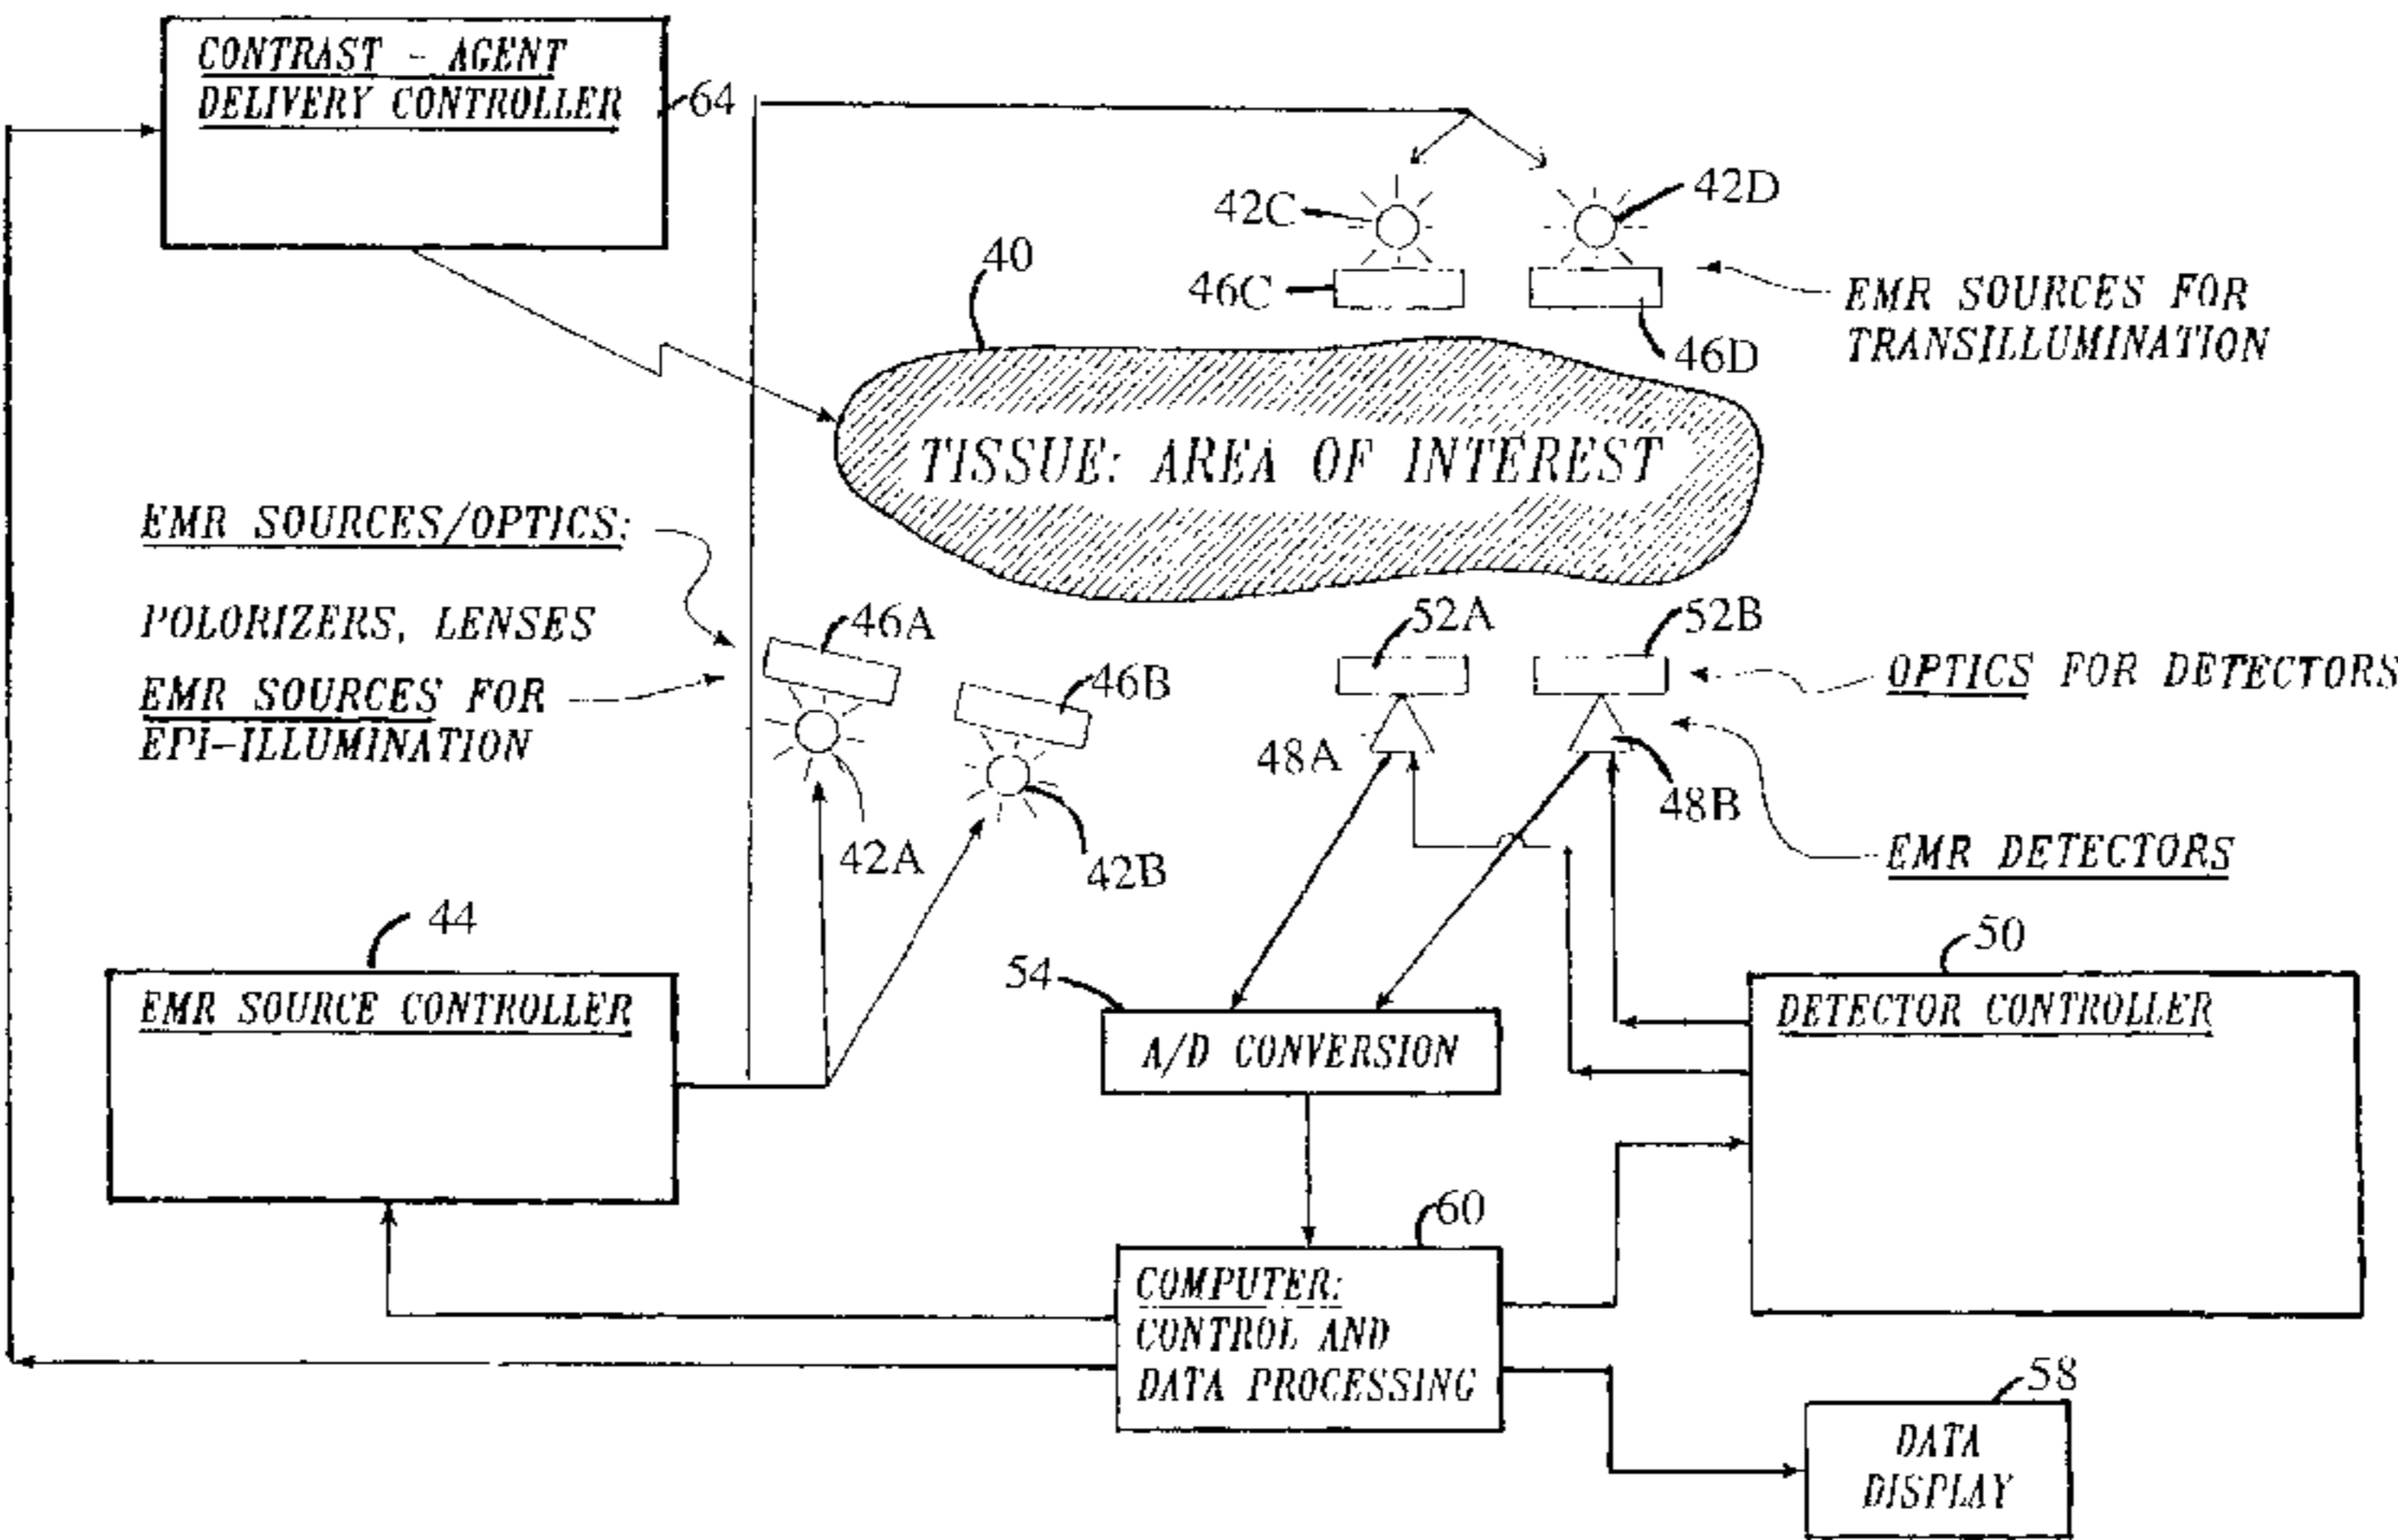 CONTRAST - AGENT
DELIVERY CONTROLLER
64
42C
42D
40
46C
EMR SOURCES FOR
TRANSILLUMINATION
46D
TISSUE: AREA OF INTEREST
EMR SOURCES/OPTICS:
POLORIZERS, LENSES
EMR SOURCES FOR
EPI-ILLUMINATION
46A
46B
52A
52B
OPTICS FOR DETECTORS
48A
48B
42A
42B
EMR DETECTORS
44
EMR SOURCE CONTROLLER
54
A/D CONVERSION
50
DETECTOR CONTROLLER
60
COMPUTER:
CONTROL AND
DATA PROCESSING
58
DATA
DISPLAY